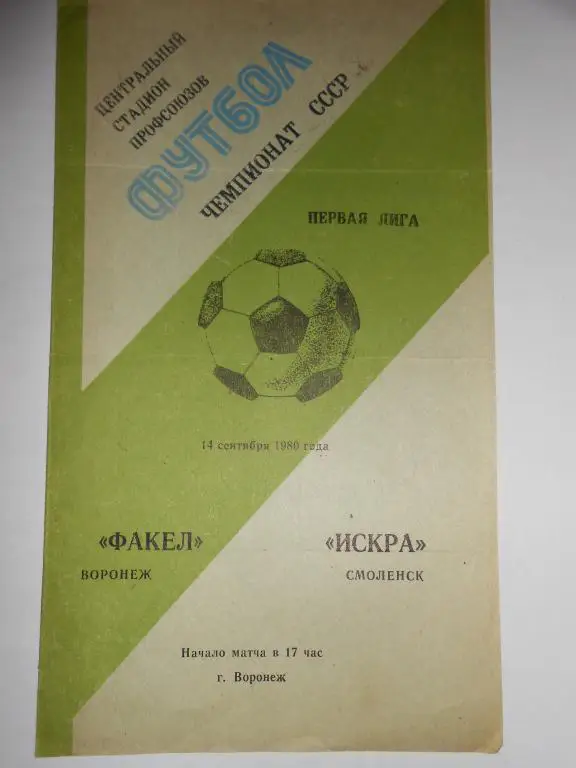 ЦЕНТРАЛЬНЫЙ
СТАДИОН
ПРОФСОЮЗОВ
ФУТБОЛ
ЧЕМПИОНАТ СССР
ПЕРВАЯ ЛИГА
14 сентября 1980 года
«ФАКЕЛ»
ВОРОНЕЖ
«ИСКРА»
СМОЛЕНСК
Начало матча в 17 час
г. Воронеж